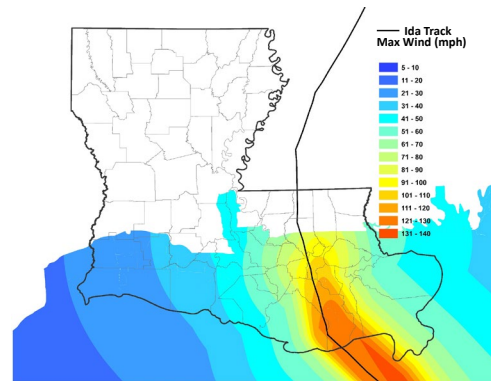 Ida Track
Max Wind (mph)
5 - 10
11 - 20
21 - 30
31 - 40
41 - 50
51 - 60
61 - 70
71 - 80
81 - 90
91 - 100
101 - 110
111 - 120
121 - 130
131 - 140